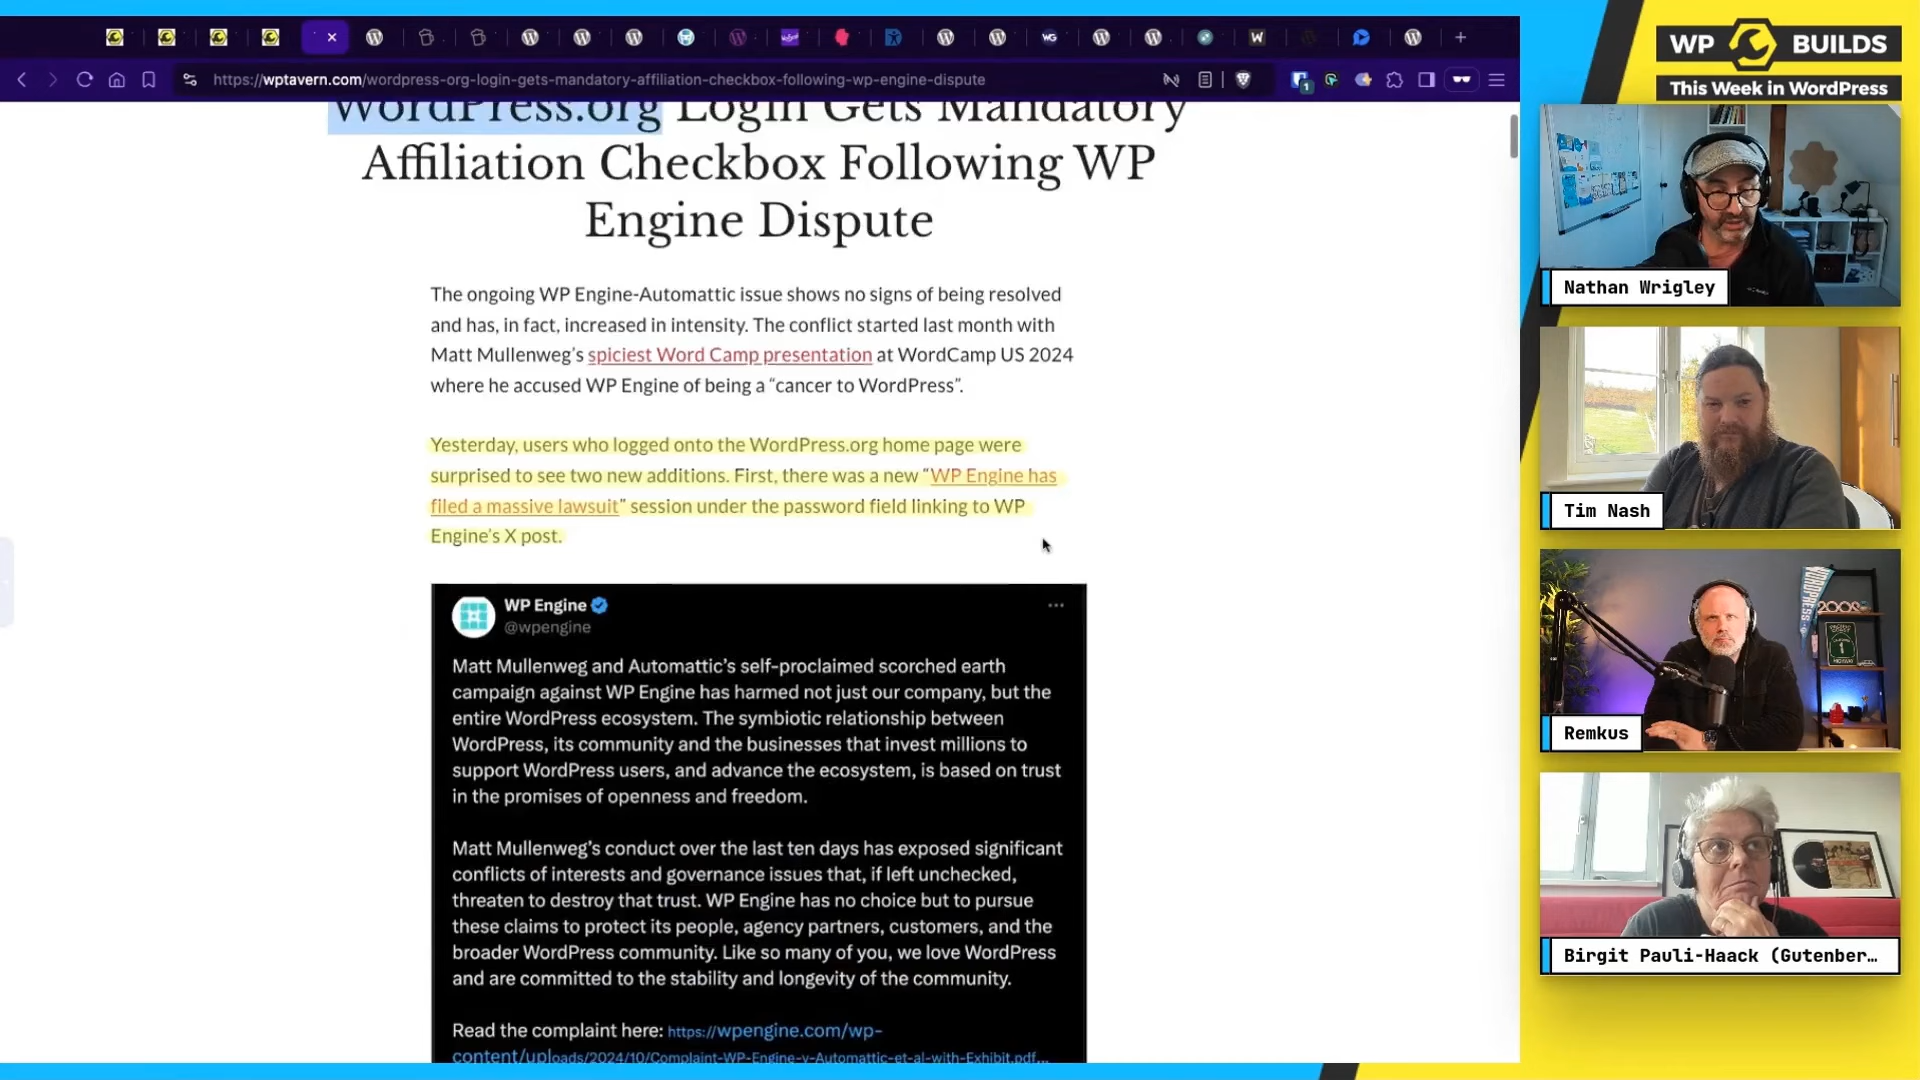 https://wptavern.com/wordpress-org-login-gets-mandatory-affiliation-checkbox-following-wp-engine-dispute
WordPress.org Login Gets Mandatory
Affiliation Checkbox Following WP
Engine Dispute
The ongoing WP Engine-Automattic issue shows no signs of being resolved
and has, in fact, increased in intensity. The conflict started last month with
Matt Mullenweg's spiciest Word Camp presentation at WordCamp US 2024
where he accused WP Engine of being a “cancer to WordPress”.
Yesterday, users who logged onto the WordPress.org home page were
surprised to see two new additions. First, there was a new “WP Engine has
filed a massive lawsuit” session under the password field linking to WP
Engine's X post.
WP Engine
@wpengine
Matt Mullenweg and Automattic's self-proclaimed scorched earth
campaign against WP Engine has harmed not just our company, but the
entire WordPress ecosystem. The symbiotic relationship between
WordPress, its community and the businesses that invest millions to
support WordPress users, and advance the ecosystem, is based on trust
in the promises of openness and freedom.
Matt Mullenweg's conduct over the last ten days has exposed significant
conflicts of interests and governance issues that, if left unchecked,
threaten to destroy that trust. WP Engine has no choice but to pursue
these claims to protect its people, agency partners, customers, and the
broader WordPress community. Like so many of you, we love WordPress
and are committed to the stability and longevity of the community.
Read the complaint here: https://wpengine.com/wp-
content/uploads/2024/10/Complaint-WP-Engine-v-Automattic-et-al-with-Exhibit.pdf...
WP BUILDS
This Week in WordPress
Nathan Wrigley
Tim Nash
WORDPRESS
2008
1
Remkus
Birgit Pauli-Haack (Gutenber...
WG
W
1